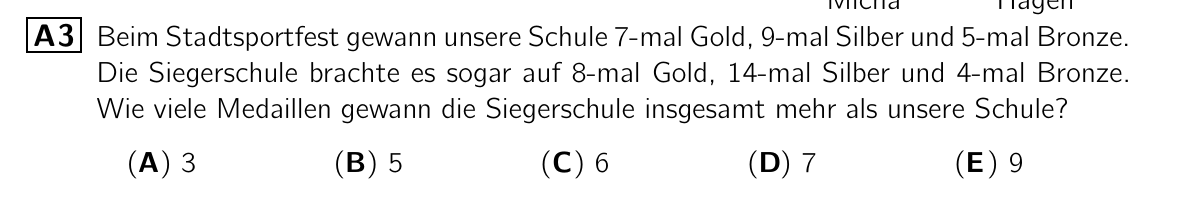 Micha Hagen
A3 Beim Stadtsportfest gewann unsere Schule 7-mal Gold, 9-mal Silber und 5-mal Bronze.
Die Siegerschule brachte es sogar auf 8-mal Gold, 14-mal Silber und 4-mal Bronze.
Wie viele Medaillen gewann die Siegerschule insgesamt mehr als unsere Schule?
(A) 3 (B) 5 (C) 6 (D) 7 (E) 9